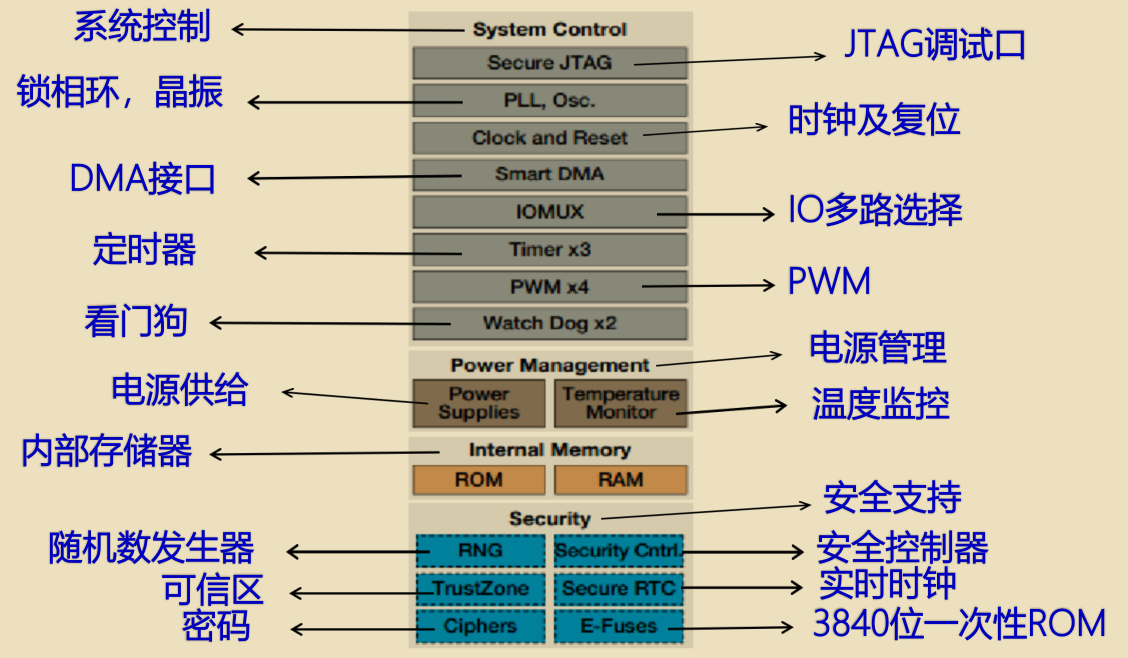 系统控制
System Control
Secure JTAG
JTAG调试口
锁相环，晶振
PLL, Osc.
Clock and Reset
时钟及复位
DMA接口
Smart DMA
IOMUX
IO多路选择
定时器
Timer x3
PWM x4
PWM
看门狗
Watch Dog x2
Power Management
电源管理
电源供给
Power
Supplies
Temperature
Monitor
温度监控
内部存储器
Internal Memory
ROM
RAM
Security
安全支持
随机数发生器
RNG
Security Cntrl.
安全控制器
可信区
TrustZone
Secure RTC
实时时钟
密码
Ciphers
E-Fuses
3840位一次性ROM